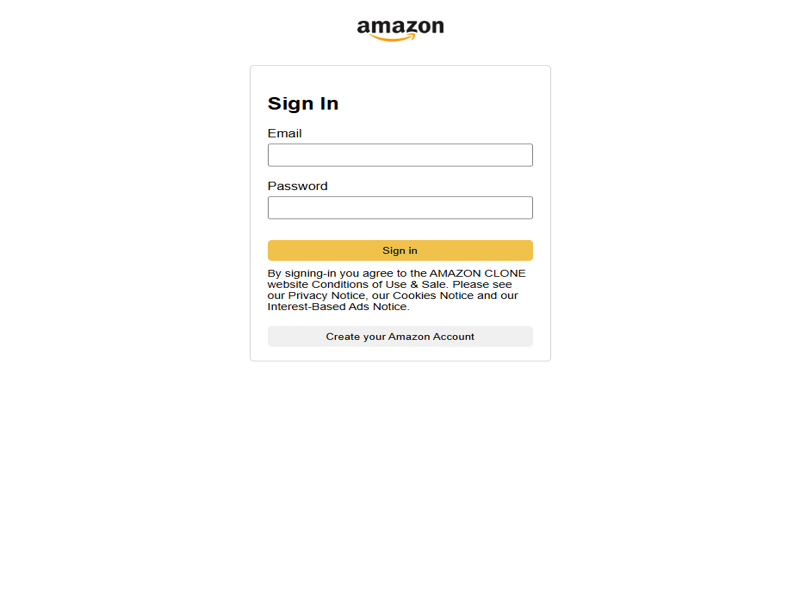 amazon
Sign In
Email
Password
Sign in
By signing-in you agree to the AMAZON CLONE
website Conditions of Use & Sale. Please see
our Privacy Notice, our Cookies Notice and our
Interest-Based Ads Notice.
Create your Amazon Account